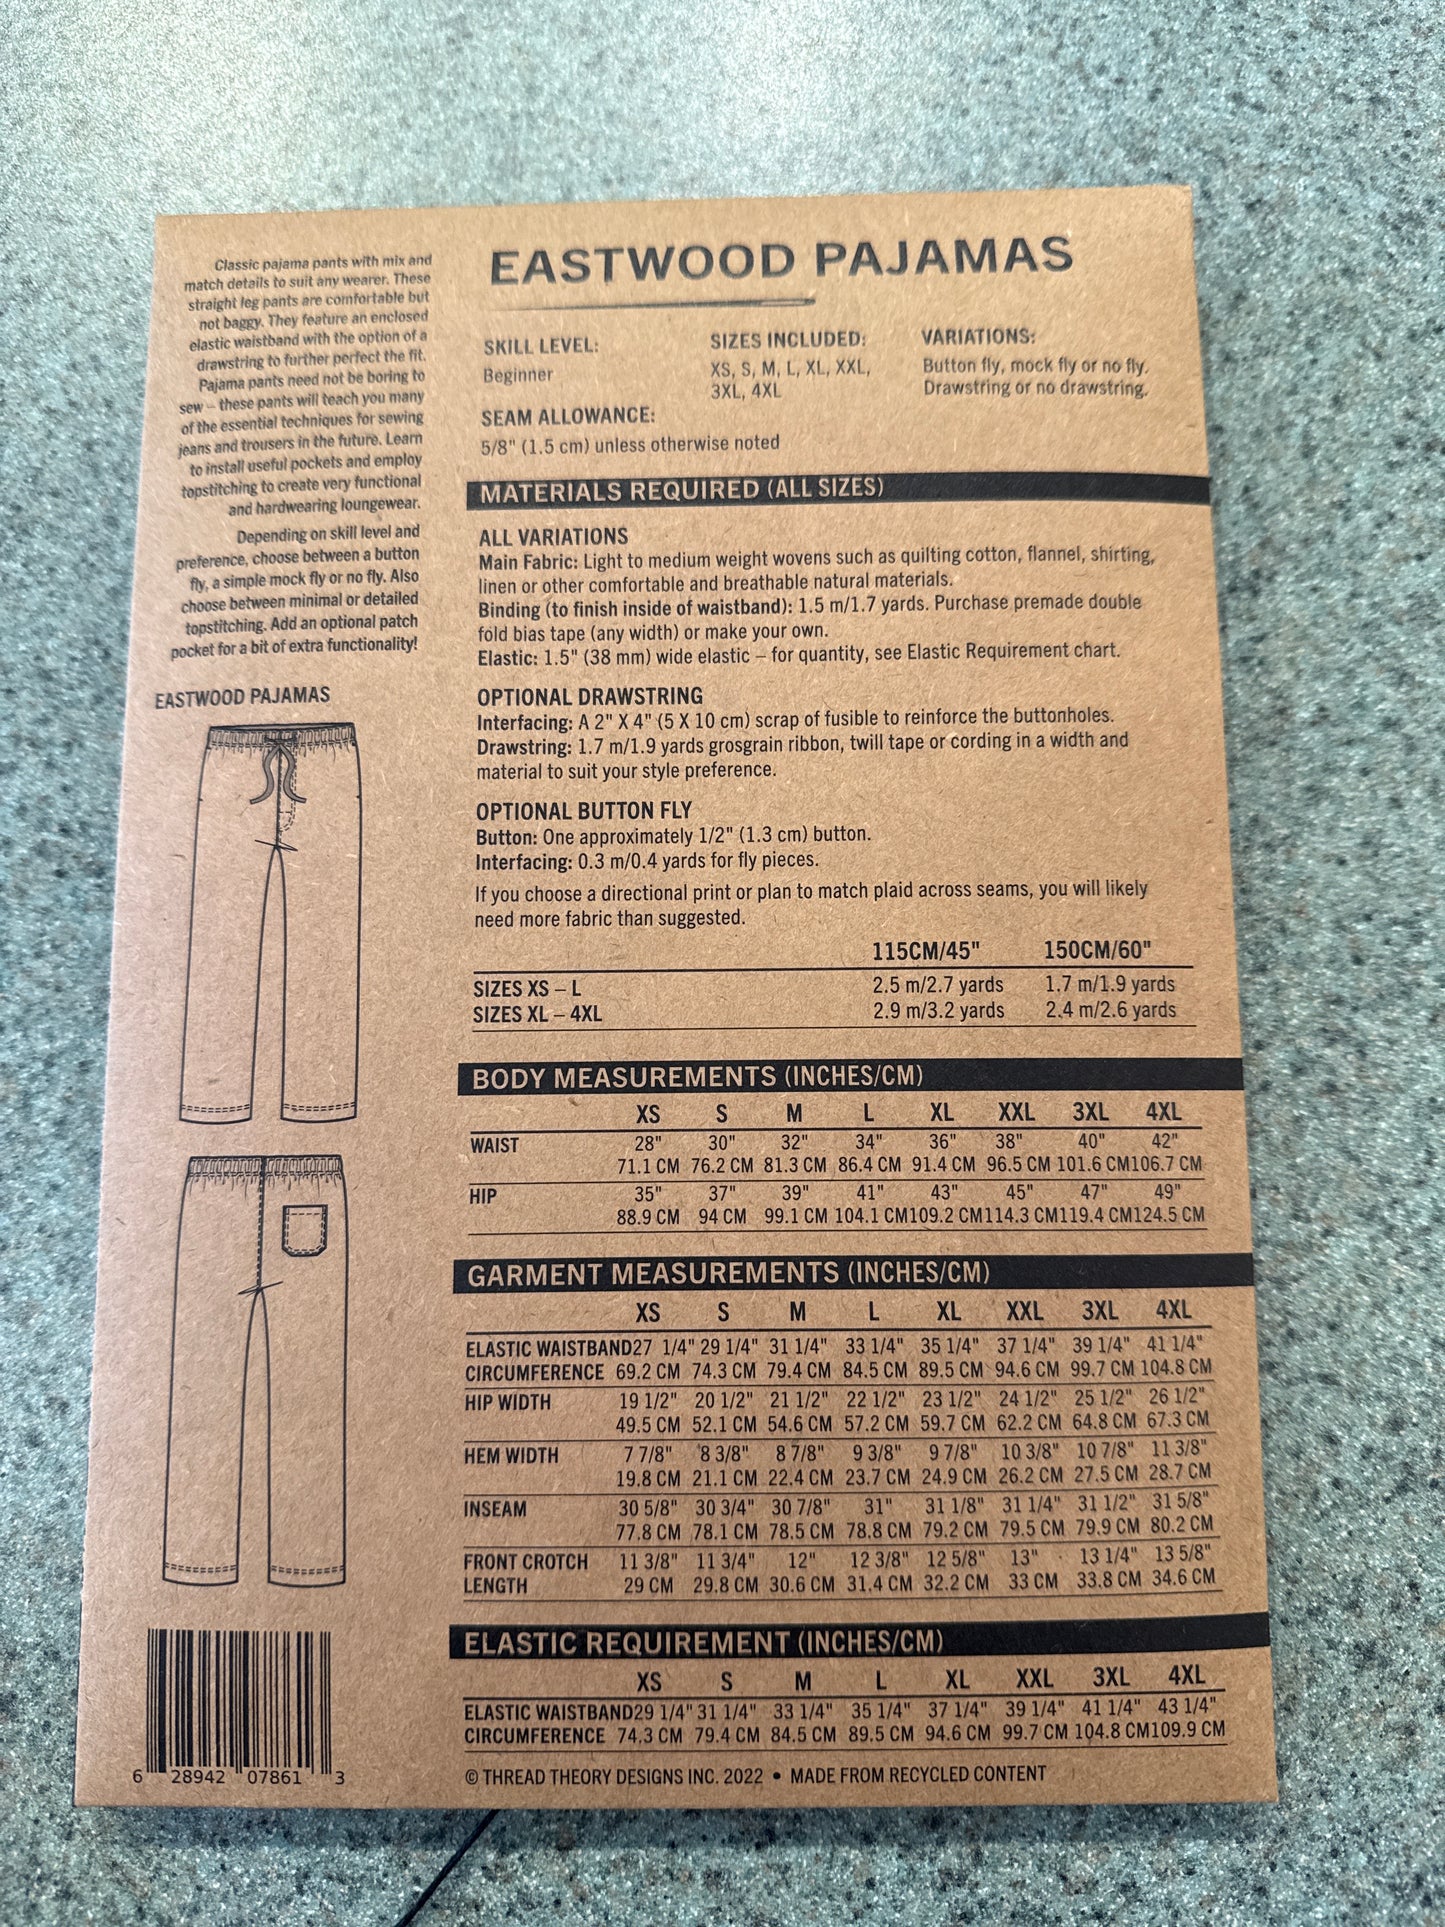 Classic pajama pants with mix and
match details to suit any wearer. These
straight leg pants are comfortable but
not baggy. They feature an enclosed
elastic waistband with the option of a
drawstring to further perfect the fit.
Pajama pants need not be boring to
sew – these pants will teach you many
of the essential techniques for sewing
jeans and trousers in the future. Learn
to install useful pockets and employ
topstitching to create very functional
and hardwearing loungewear.
Depending on skill level and
preference, choose between a button
fly, a simple mock fly or no fly. Also
choose between minimal or detailed
topstitching. Add an optional patch
pocket for a bit of extra functionality!
EASTWOOD PAJAMAS
6 28942 07861 3
EASTWOOD PAJAMAS
SKILL LEVEL:
Beginner
SIZES INCLUDED:
XS, S, M, L, XL, XXL,
3XL, 4XL
VARIATIONS:
Button fly, mock fly or no fly.
Drawstring or no drawstring.
SEAM ALLOWANCE:
5/8" (1.5 cm) unless otherwise noted
MATERIALS REQUIRED (ALL SIZES)
ALL VARIATIONS
Main Fabric: Light to medium weight wovens such as quilting cotton, flannel, shirting,
linen or other comfortable and breathable natural materials.
Binding (to finish inside of waistband): 1.5 m/1.7 yards. Purchase premade double
fold bias tape (any width) or make your own.
Elastic: 1.5" (38 mm) wide elastic – for quantity, see Elastic Requirement chart.
OPTIONAL DRAWSTRING
Interfacing: A 2" X 4" (5 X 10 cm) scrap of fusible to reinforce the buttonholes.
Drawstring: 1.7 m/1.9 yards grosgrain ribbon, twill tape or cording in a width and
material to suit your style preference.
OPTIONAL BUTTON FLY
Button: One approximately 1/2" (1.3 cm) button.
Interfacing: 0.3 m/0.4 yards for fly pieces.
If you choose a directional print or plan to match plaid across seams, you will likely
need more fabric than suggested.
115CM/45" 150CM/60"
SIZES XS – L 2.5 m/2.7 yards 1.7 m/1.9 yards
SIZES XL – 4XL 2.9 m/3.2 yards 2.4 m/2.6 yards
BODY MEASUREMENTS (INCHES/CM)
XS S M L XL XXL 3XL 4XL
WAIST 28" 30" 32" 34" 36" 38" 40" 42"
71.1 CM 76.2 CM 81.3 CM 86.4 CM 91.4 CM 96.5 CM 101.6 CM 106.7 CM
HIP 35" 37" 39" 41" 43" 45" 47" 49"
88.9 CM 94 CM 99.1 CM 104.1 CM 109.2 CM 114.3 CM 119.4 CM 124.5 CM
GARMENT MEASUREMENTS (INCHES/CM)
XS S M L XL XXL 3XL 4XL
ELASTIC WAISTBAND 27 1/4" 29 1/4" 31 1/4" 33 1/4" 35 1/4" 37 1/4" 39 1/4" 41 1/4"
CIRCUMFERENCE 69.2 CM 74.3 CM 79.4 CM 84.5 CM 89.5 CM 94.6 CM 99.7 CM 104.8 CM
HIP WIDTH 19 1/2" 20 1/2" 21 1/2" 22 1/2" 23 1/2" 24 1/2" 25 1/2" 26 1/2"
49.5 CM 52.1 CM 54.6 CM 57.2 CM 59.7 CM 62.2 CM 64.8 CM 67.3 CM
HEM WIDTH 7 7/8" 8 3/8" 8 7/8" 9 3/8" 9 7/8" 10 3/8" 10 7/8" 11 3/8"
19.8 CM 21.1 CM 22.4 CM 23.7 CM 24.9 CM 26.2 CM 27.5 CM 28.7 CM
INSEAM 30 5/8" 30 3/4" 30 7/8" 31" 31 1/8" 31 1/4" 31 1/2" 31 5/8"
77.8 CM 78.1 CM 78.5 CM 78.8 CM 79.2 CM 79.5 CM 79.9 CM 80.2 CM
FRONT CROTCH 11 3/8" 11 3/4" 12" 12 3/8" 12 5/8" 13" 13 1/4" 13 5/8"
LENGTH 29 CM 29.8 CM 30.6 CM 31.4 CM 32.2 CM 33 CM 33.8 CM 34.6 CM
ELASTIC REQUIREMENT (INCHES/CM)
XS S M L XL XXL 3XL 4XL
ELASTIC WAISTBAND 29 1/4" 31 1/4" 33 1/4" 35 1/4" 37 1/4" 39 1/4" 41 1/4" 43 1/4"
CIRCUMFERENCE 74.3 CM 79.4 CM 84.5 CM 89.5 CM 94.6 CM 99.7 CM 104.8 CM 109.9 CM
© THREAD THEORY DESIGNS INC. 2022 • MADE FROM RECYCLED CONTENT